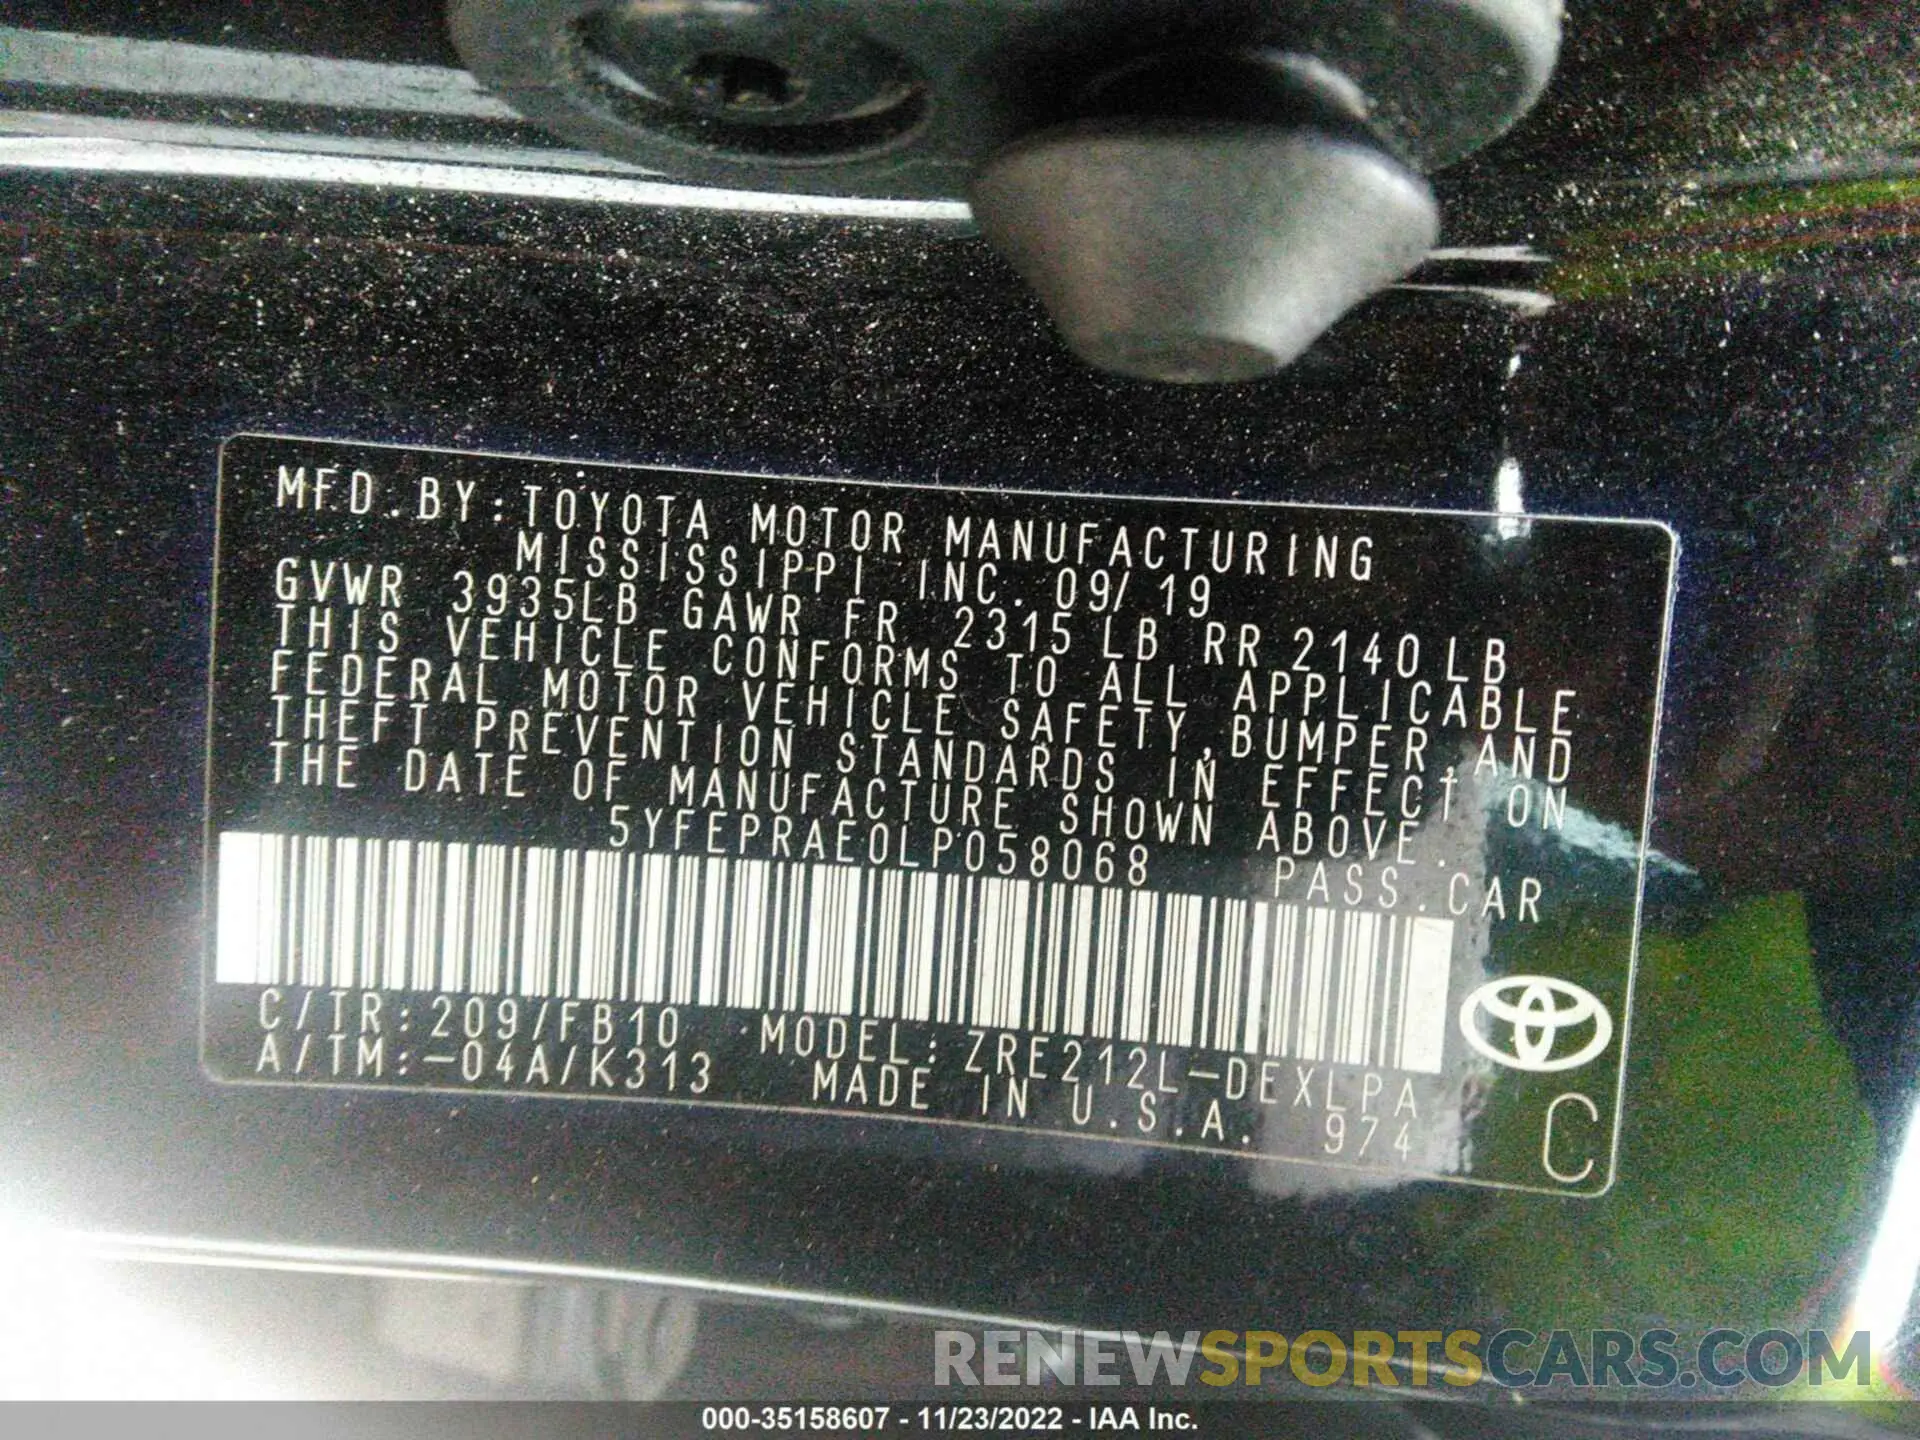 MFD.BY:TOYOTA MOTOR MANUFACTURING
MISSISSIPPI INC. 09/19
GVWR 3935LB GAWR FR 2315LB RR 2140LB
THIS VEHICLE CONFORMS TO ALL APPLICABLE
FEDERAL MOTOR VEHICLE SAFETY,BUMPER,AND
THEFT PREVENTION STANDARDS IN EFFECT ON
THE DATE OF MANUFACTURE SHOWN ABOVE.
5YFEPRAE0LP058068 PASS.CAR
C/TR:209/FB10 MODEL:ZRE212L-DEXLPA
A/TM:-04A/K313 MADE IN U.S.A. 974
C
RENEWSPORTSCARS.COM
000-35158607 - 11/23/2022 - IAA Inc.